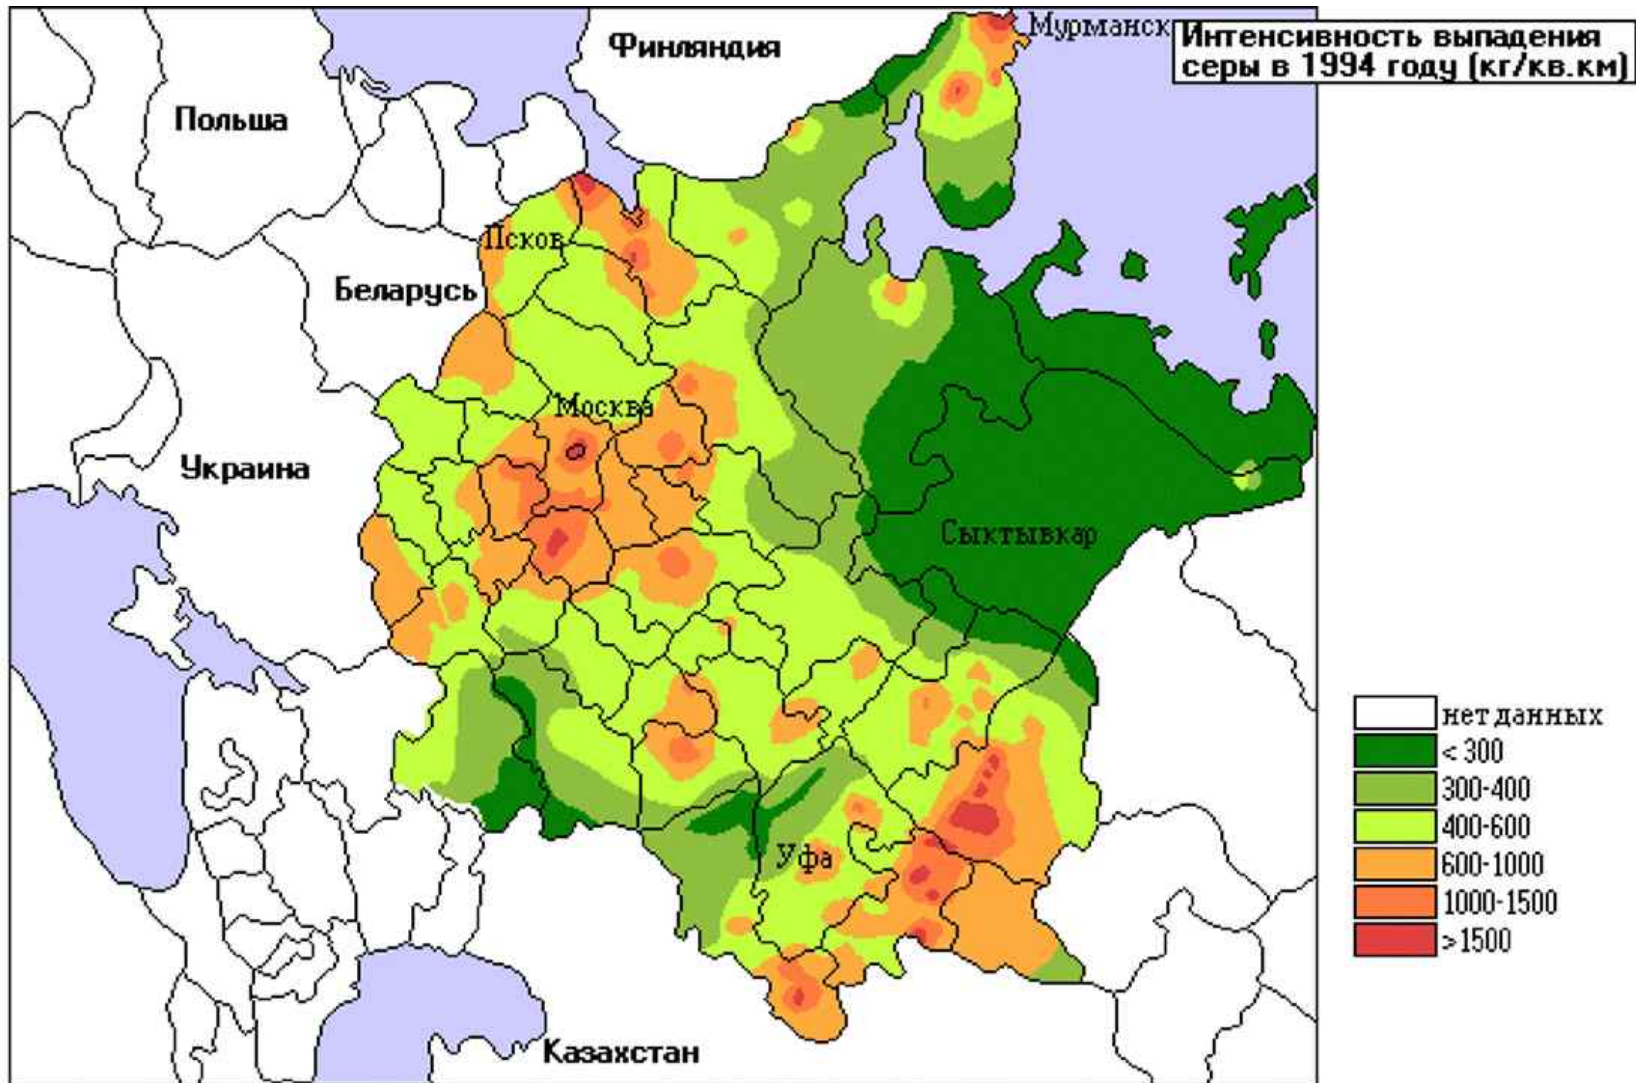 Мурманск
Интенсивность выпадения
серы в 1994 году (кг/кв.км)
Финляндия
Польша
Псков
Беларусь
Москва
Украина
Сыктывкар
Уфа
Казахстан
нет данных
< 300
300-400
400-600
600-1000
1000-1500
>1500